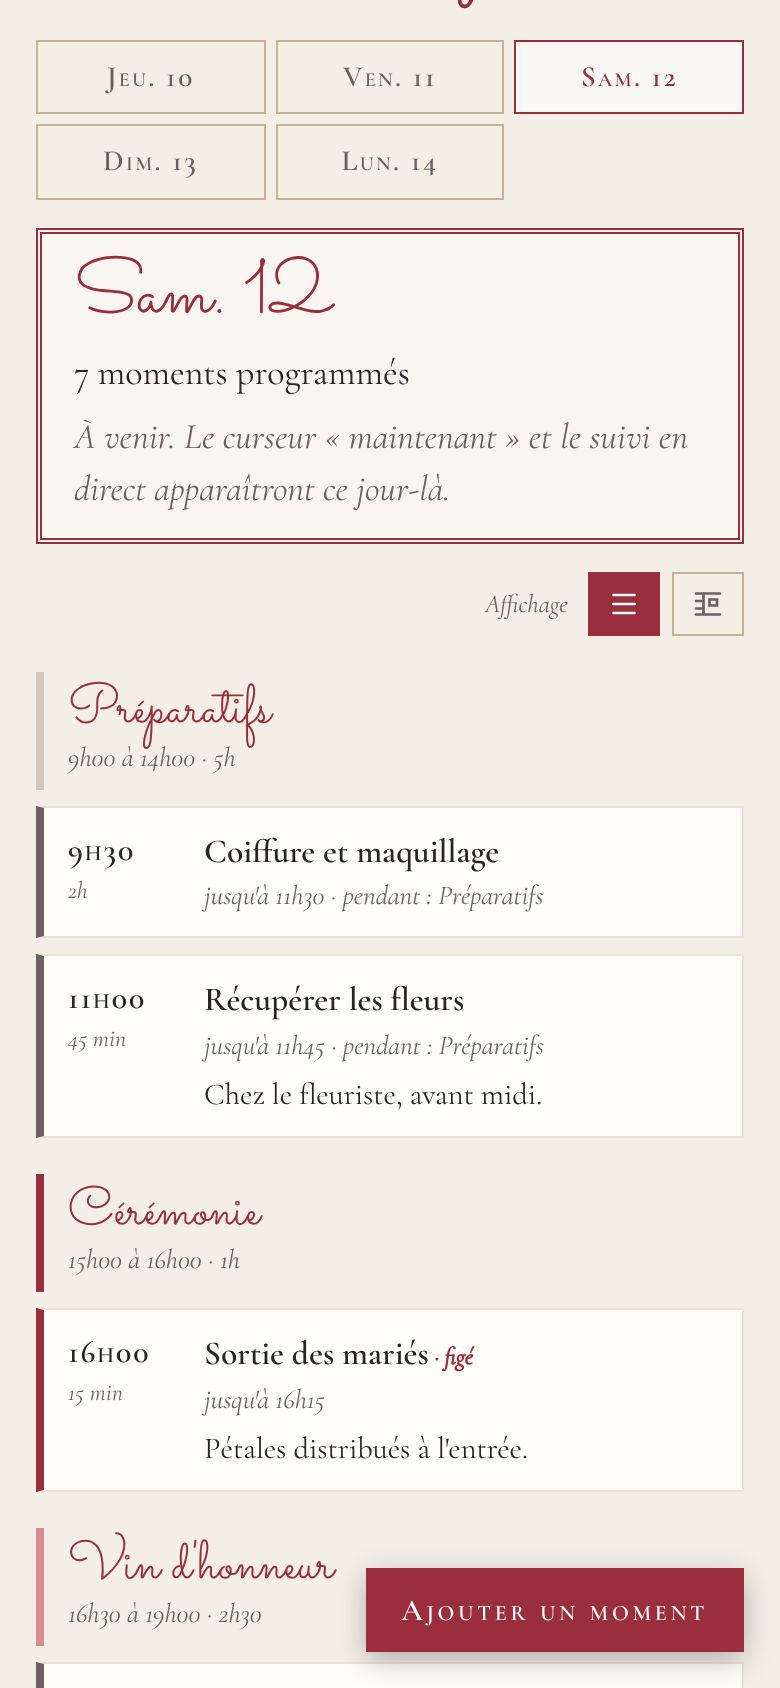 Jeu. 10
Ven. 11
Sam. 12
Dim. 13
Lun. 14
Sam. 12
7 moments programmés
À venir. Le curseur « maintenant » et le suivi en
direct apparaîtront ce jour-là.
Affichage
Préparatifs
9h00 à 14h00 · 5h
9h30
Coiffure et maquillage
2h
jusqu'à 11h30 · pendant : Préparatifs
11h00
Récupérer les fleurs
45 min
jusqu'à 11h45 · pendant : Préparatifs
Chez le fleuriste, avant midi.
Cérémonie
15h00 à 16h00 · 1h
16h00
Sortie des mariés · figé
15 min
jusqu'à 16h15
Pétales distribués à l'entrée.
Vin d'honneur
16h30 à 19h00 · 2h30
Ajouter un moment